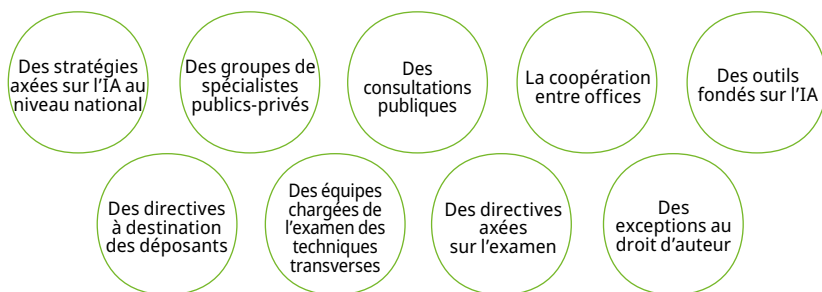 Des stratégies
axées sur l’IA au
niveau national
Des groupes de
spécialistes
publics-privés
Des
consultations
publiques
La coopération
entre offices
Des outils
fondés sur l’IA
Des directives
à destination
des déposants
Des équipes
chargées de
l’examen des
techniques
transverses
Des directives
axées
sur l’examen
Des
exceptions au
droit d’auteur